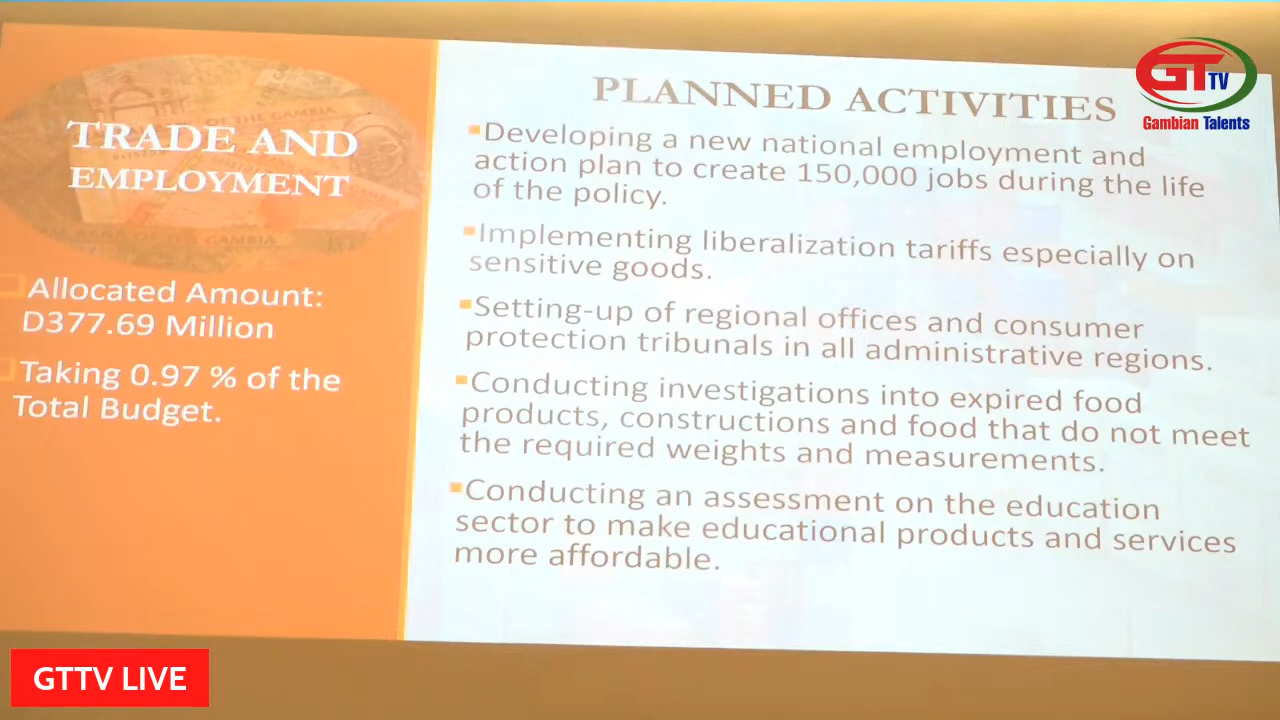 GTTV
Gambian Talents
TRADE AND
EMPLOYMENT
Allocated Amount:
D377.69 Million
Taking 0.97 % of the
Total Budget.
PLANNED ACTIVITIES
Developing a new national employment and
action plan to create 150,000 jobs during the life
of the policy.
Implementing liberalization tariffs especially on
sensitive goods.
Setting-up of regional offices and consumer
protection tribunals in all administrative regions.
Conducting investigations into expired food
products, constructions and food that do not meet
the required weights and measurements.
Conducting an assessment on the education
sector to make educational products and services
more affordable.
GTTV LIVE